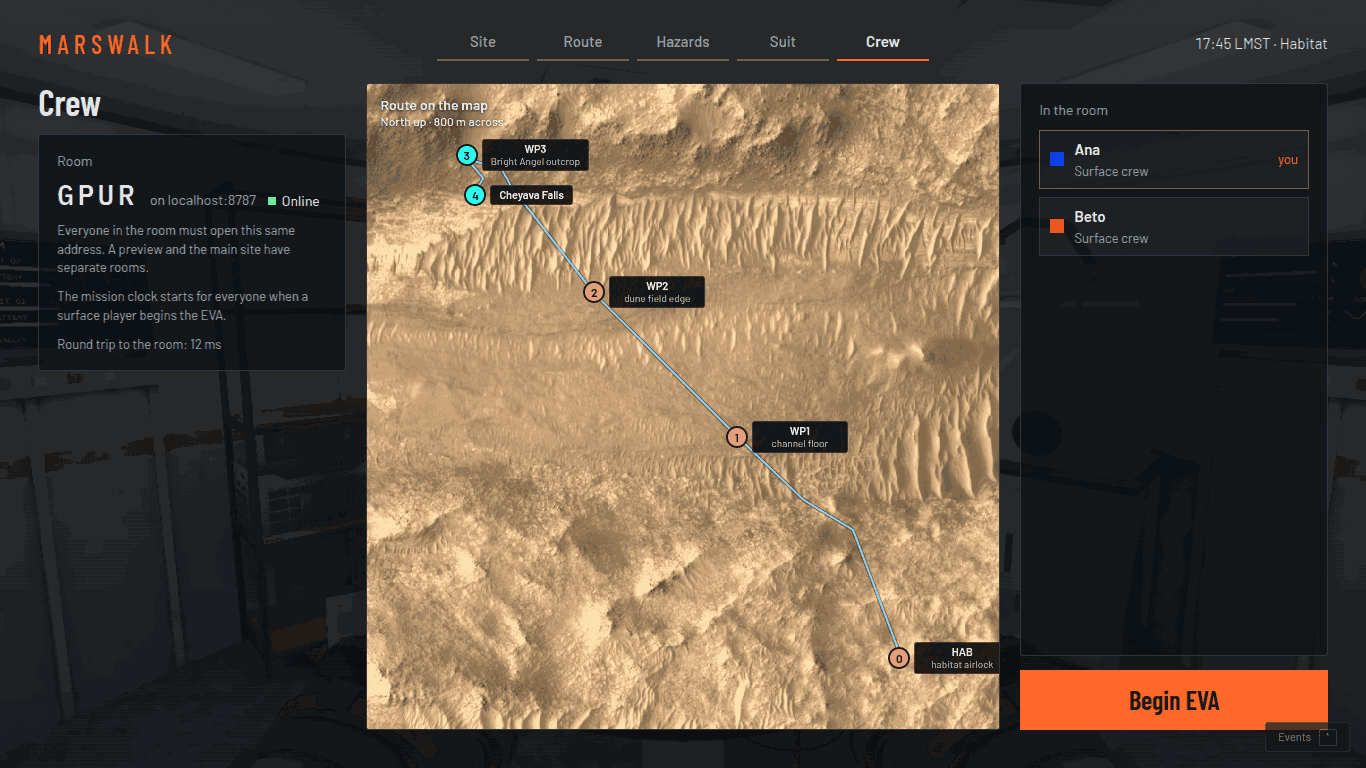 MARSWALK
Site
Route
Hazards
Suit
Crew
17:45 LMST · Habitat
Crew
Room
GPUR on localhost:8787 Online
Everyone in the room must open this same
address. A preview and the main site have
separate rooms.
The mission clock starts for everyone when a
surface player begins the EVA.
Round trip to the room: 12 ms
Route on the map
North up · 800 m across
3
WP3
Bright Angel outcrop
4
Cheyava Falls
2
WP2
dune field edge
1
WP1
channel floor
0
HAB
habitat airlock
In the room
Ana
Surface crew
you
Beto
Surface crew
Begin EVA
Events